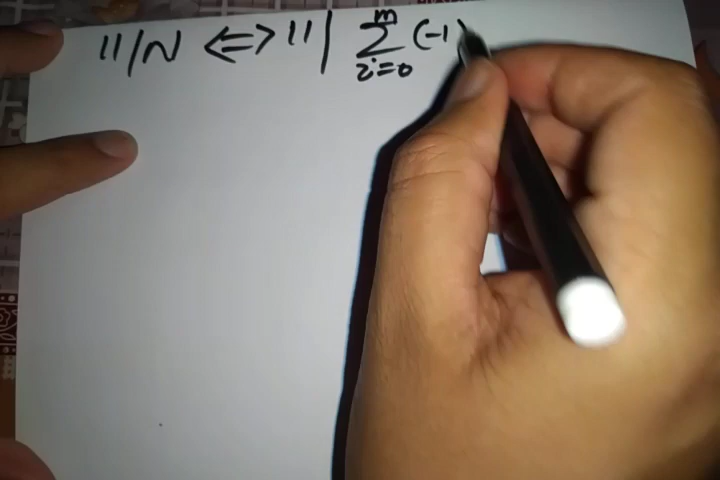 11/N ⇔ 11| ∑_{i=0}^{m} (-1)